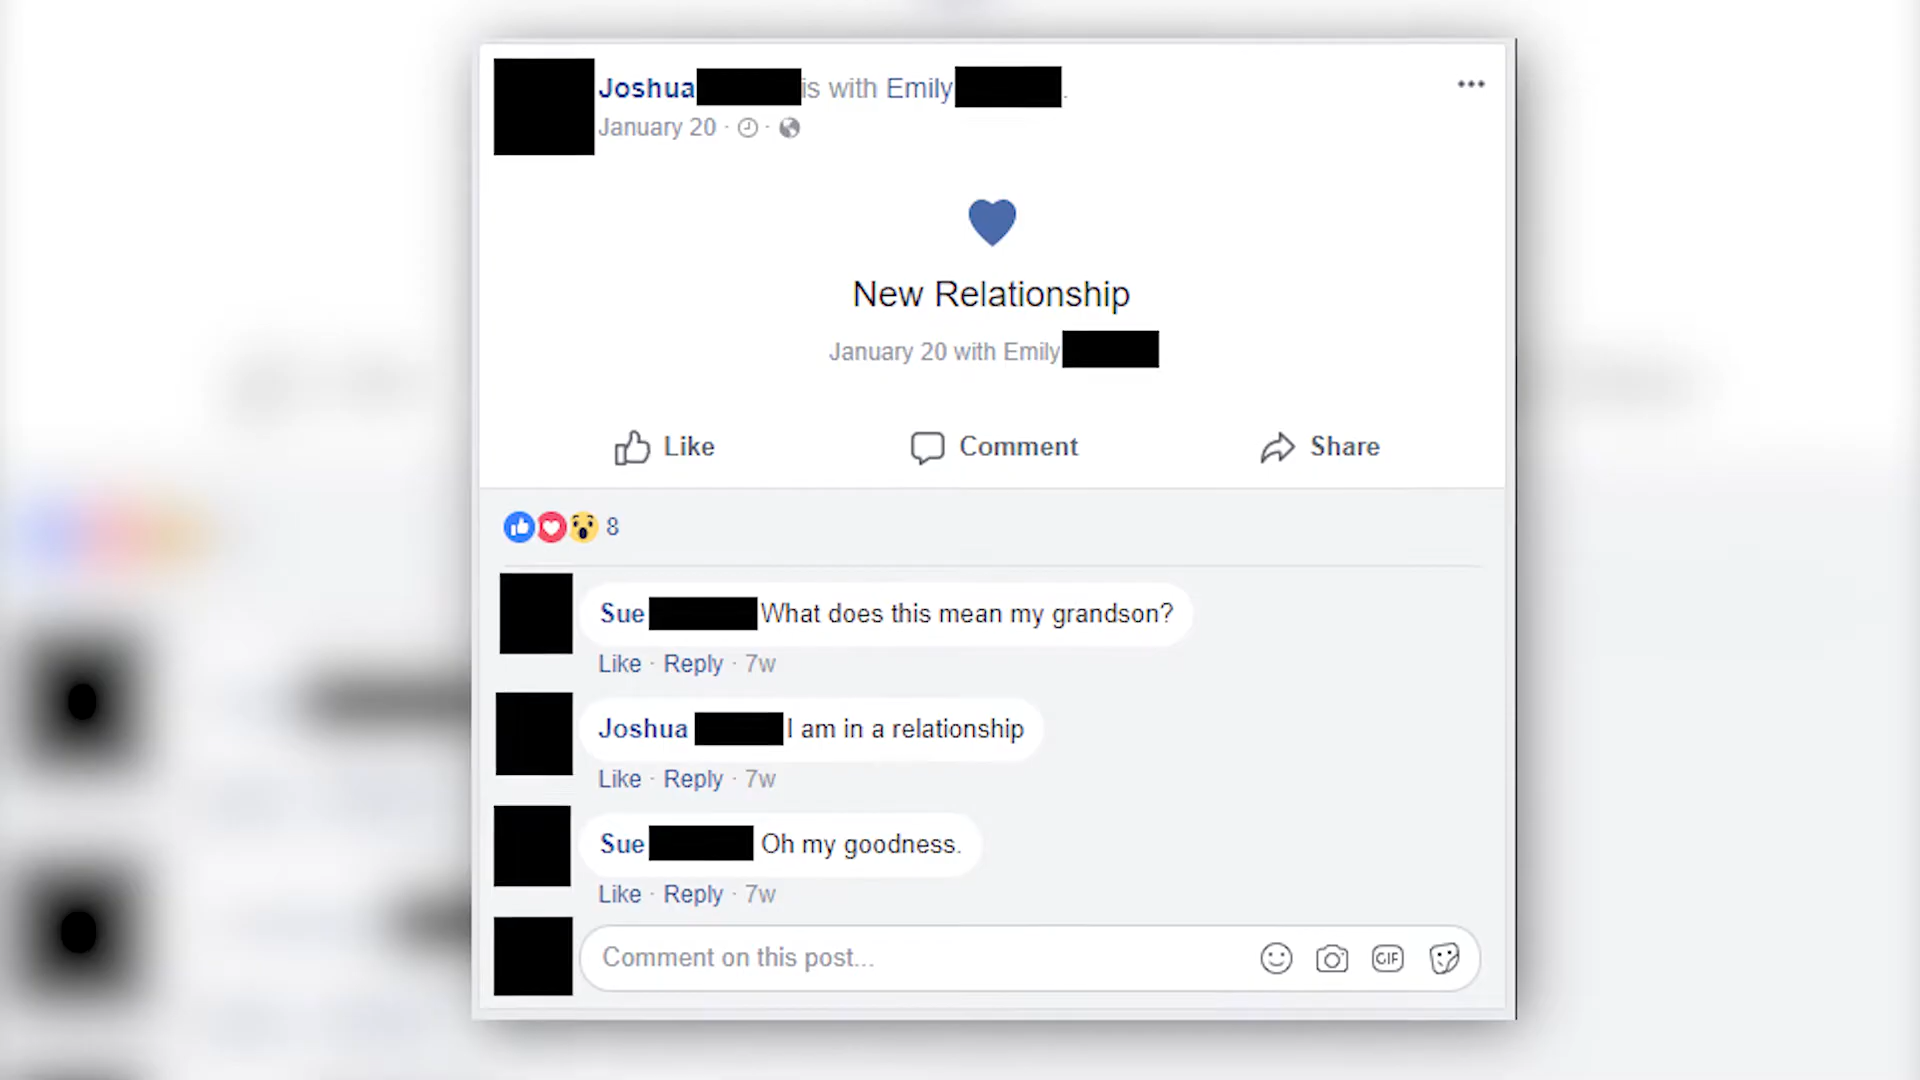 Joshua is with Emily .
January 20 · ·
New Relationship
January 20 with Emily
Like Comment Share
8
Sue What does this mean my grandson?
Like · Reply · 7w
Joshua I am in a relationship
Like · Reply · 7w
Sue Oh my goodness.
Like · Reply · 7w
Comment on this post...
GIF